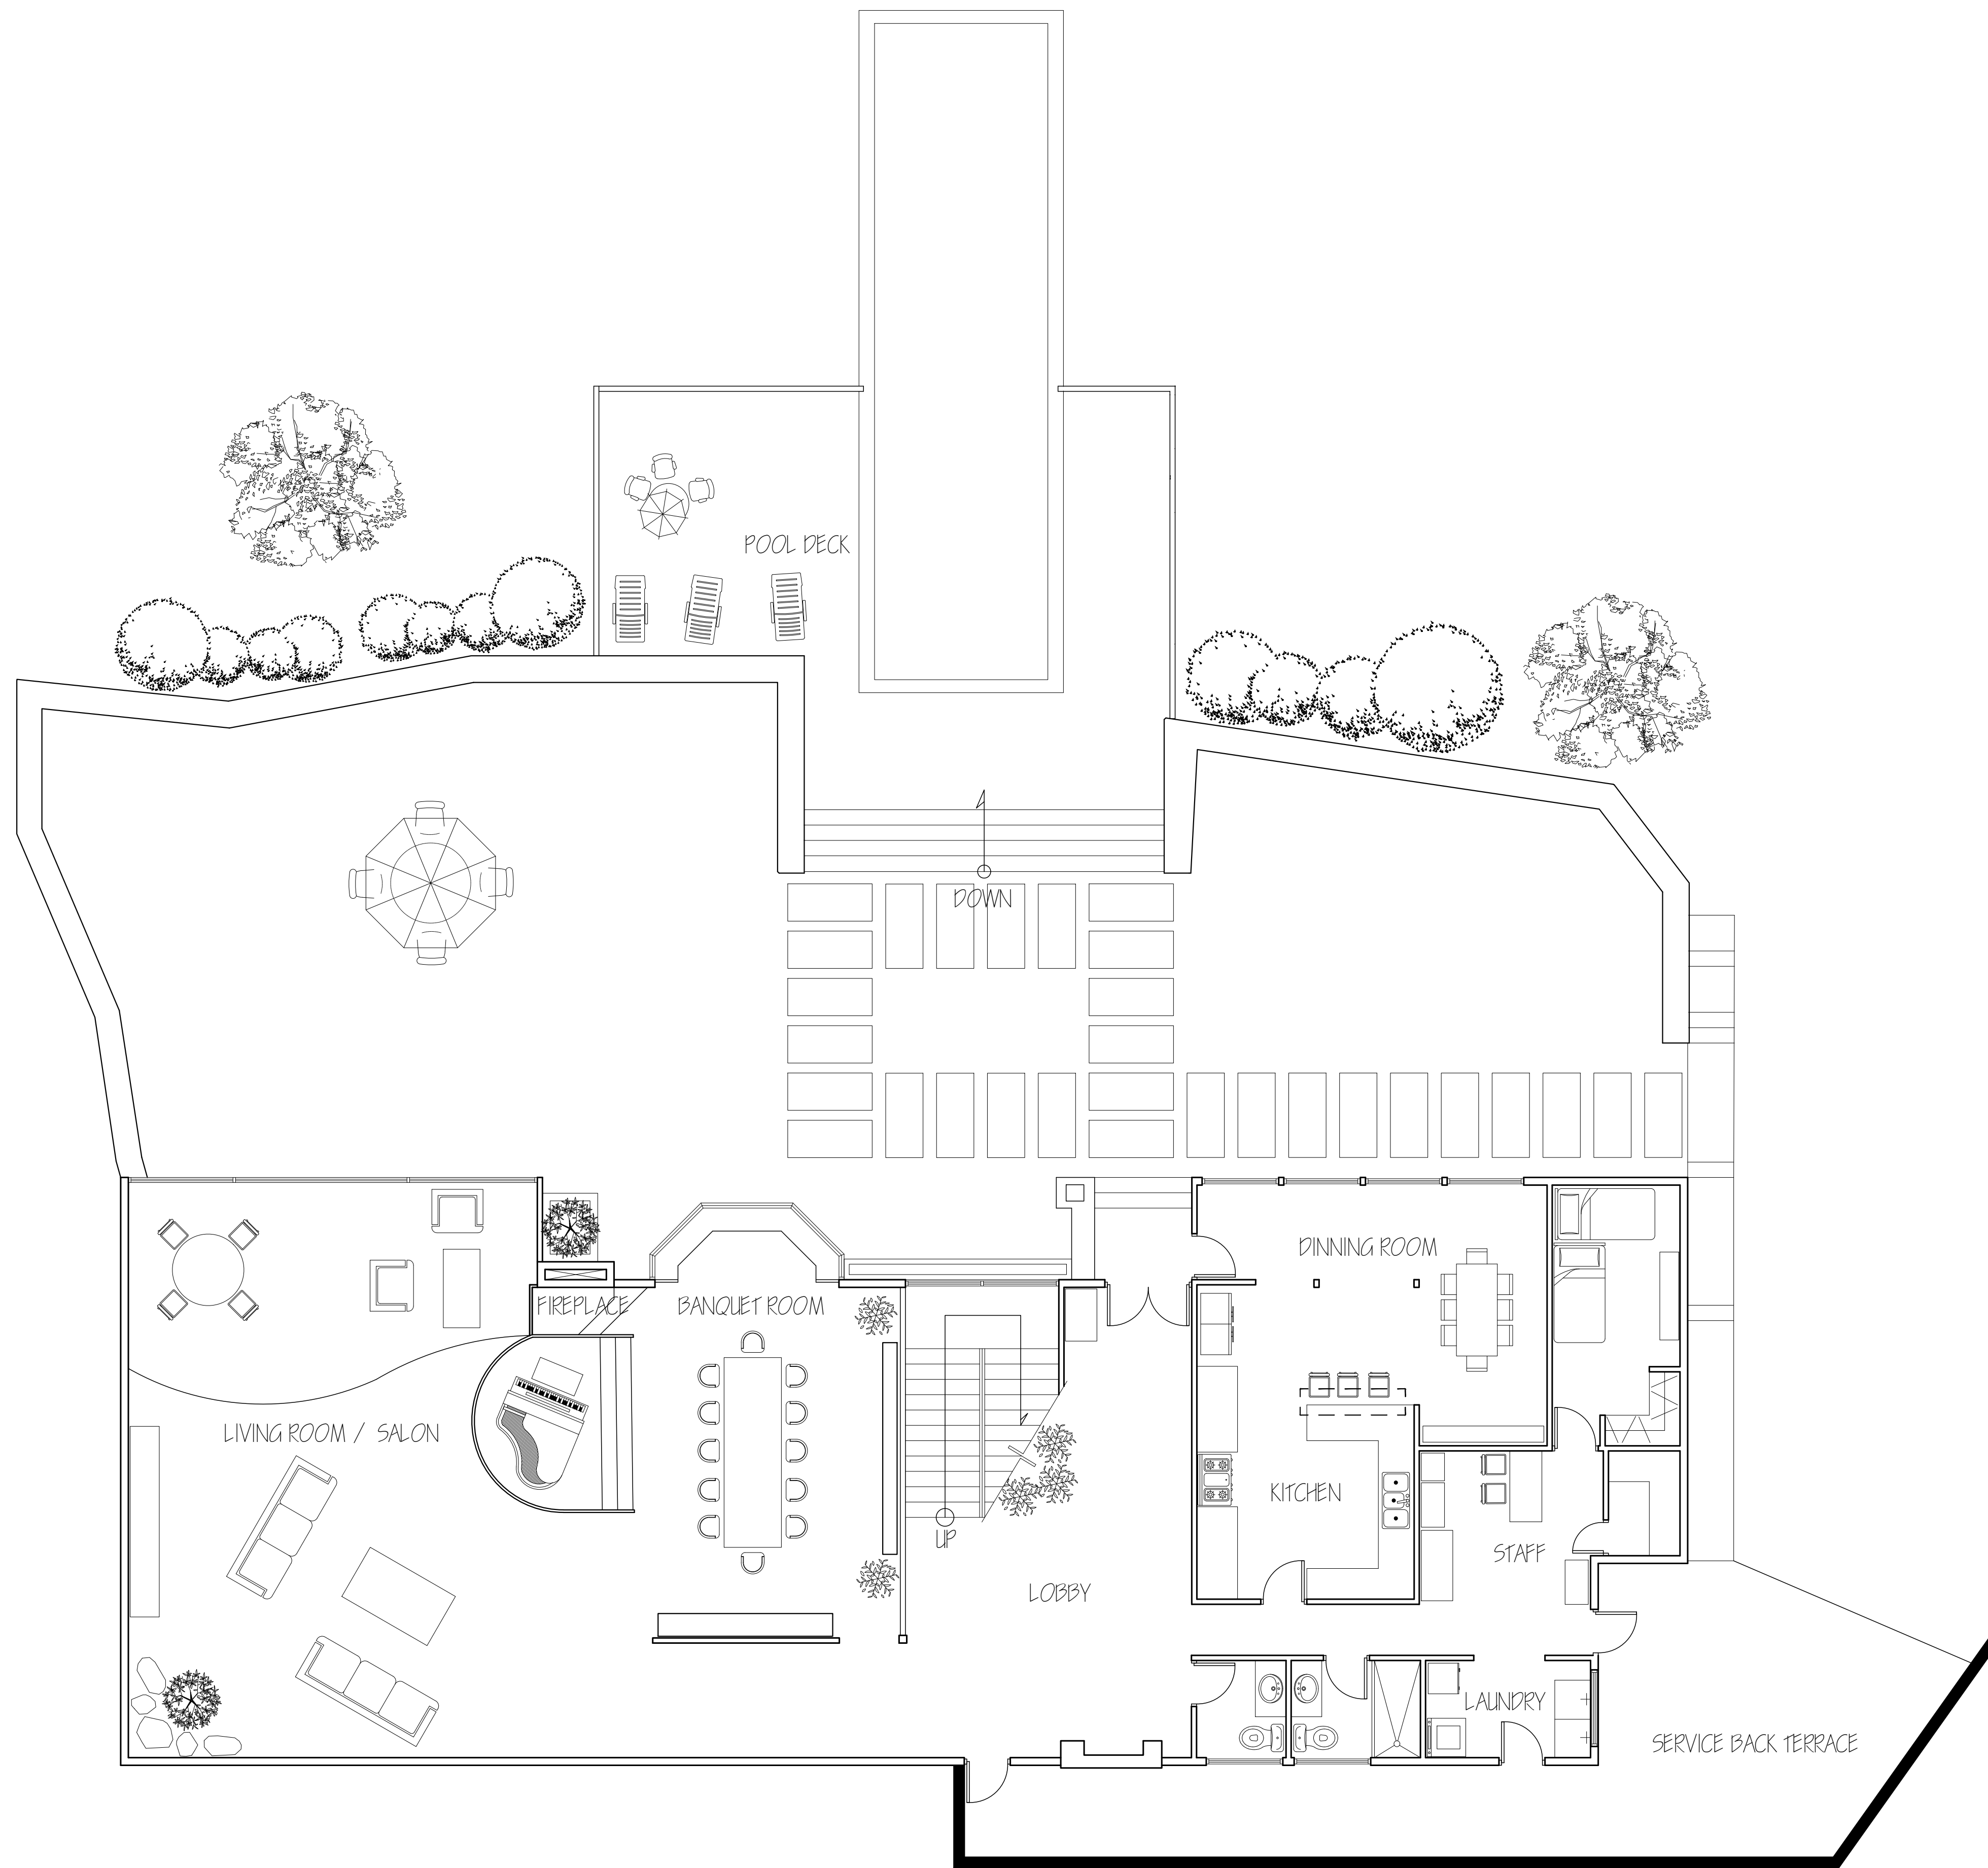 POOL DECK
DOWN
DINNING ROOM
FIREPLACE
BANQUET ROOM
LIVING ROOM / SALON
KITCHEN
UP
STAFF
LOBBY
LAUNDRY
SERVICE BACK TERRACE